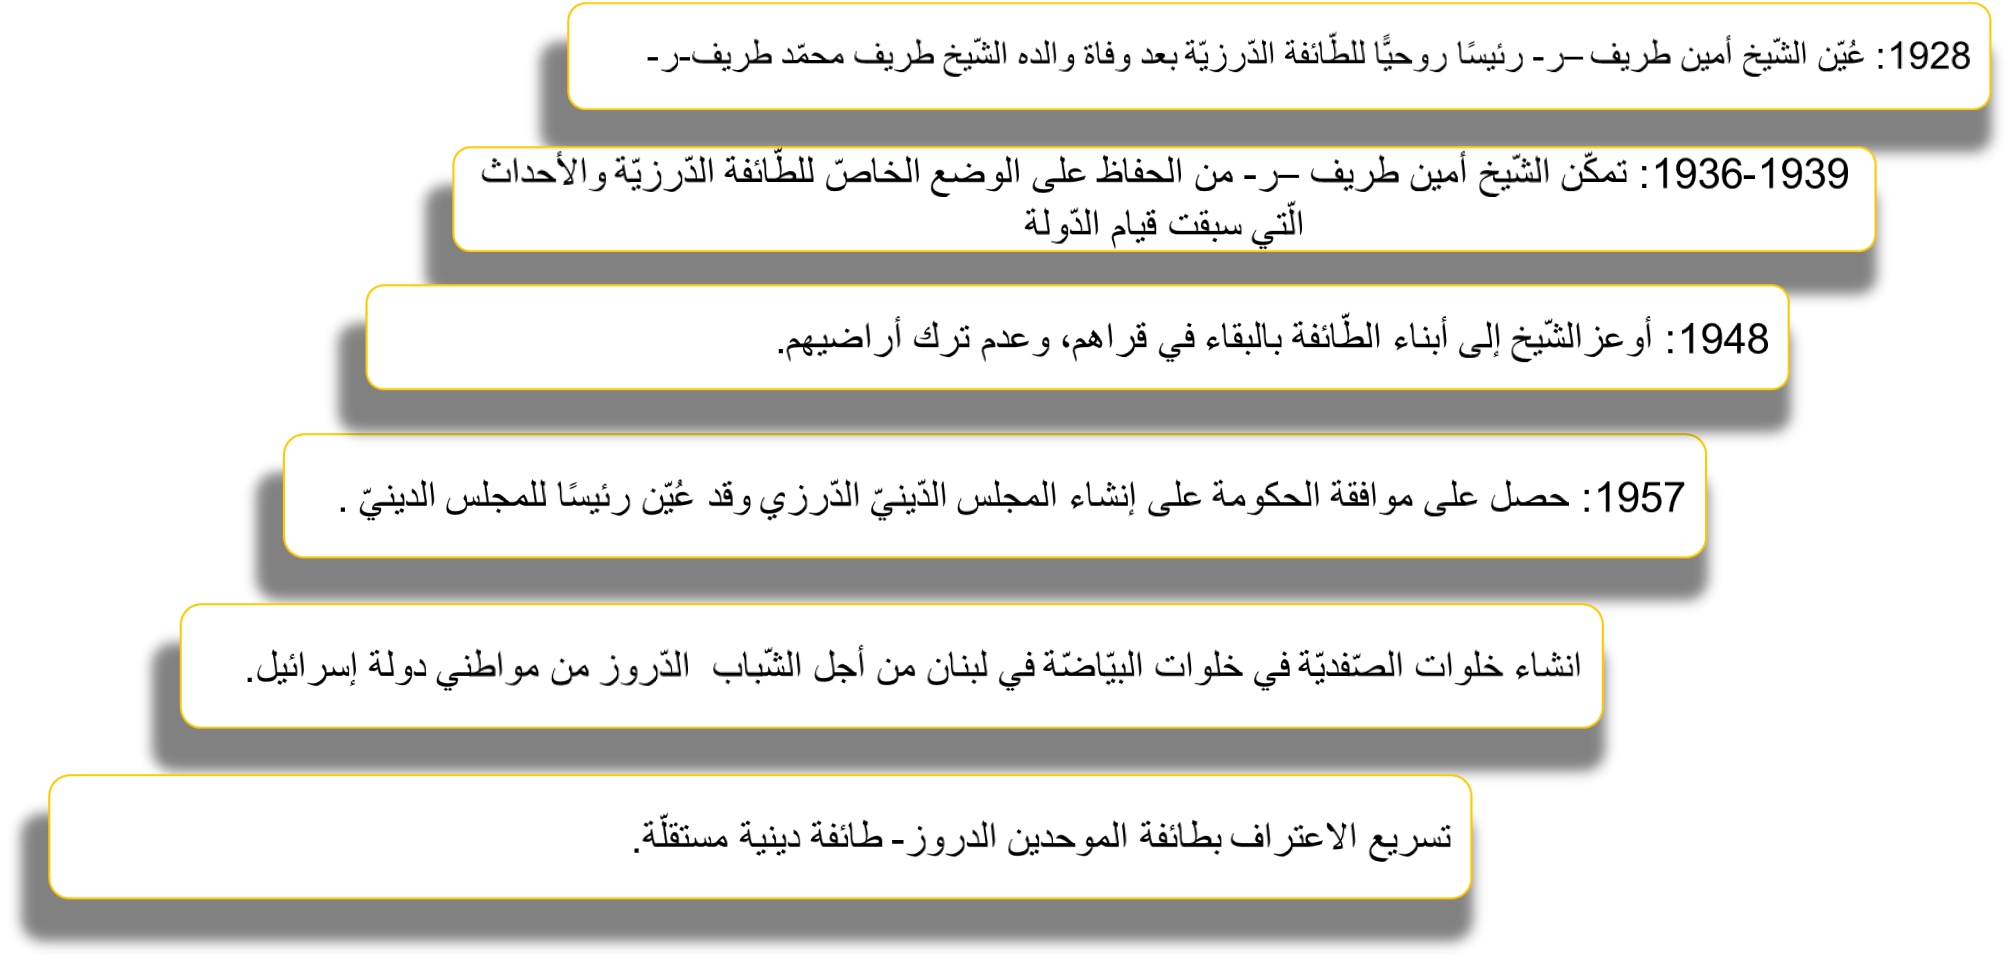 1928: عُيّن الشّيخ أمين طريف –ر- رئيسًا روحيًّا للطّائفة الدّرزيّة بعد وفاة والده الشّيخ طريف محمّد طريف-ر-
1936-1939: تمكّن الشّيخ أمين طريف –ر- من الحفاظ على الوضع الخاصّ للطّائفة الدّرزيّة والأحداث
الّتي سبقت قيام الدّولة
1948: أوعزالشّيخ إلى أبناء الطّائفة بالبقاء في قراهم، وعدم ترك أراضيهم.
1957: حصل على موافقة الحكومة على إنشاء المجلس الدّينيّ الدّرزي وقد عُيّن رئيسًا للمجلس الدينيّ .
انشاء خلوات الصّفديّة في خلوات البيّاضّة في لبنان من أجل الشّباب  الدّروز من مواطني دولة إسرائيل.
تسريع الاعتراف بطائفة الموحدين الدروز- طائفة دينية مستقلّة.